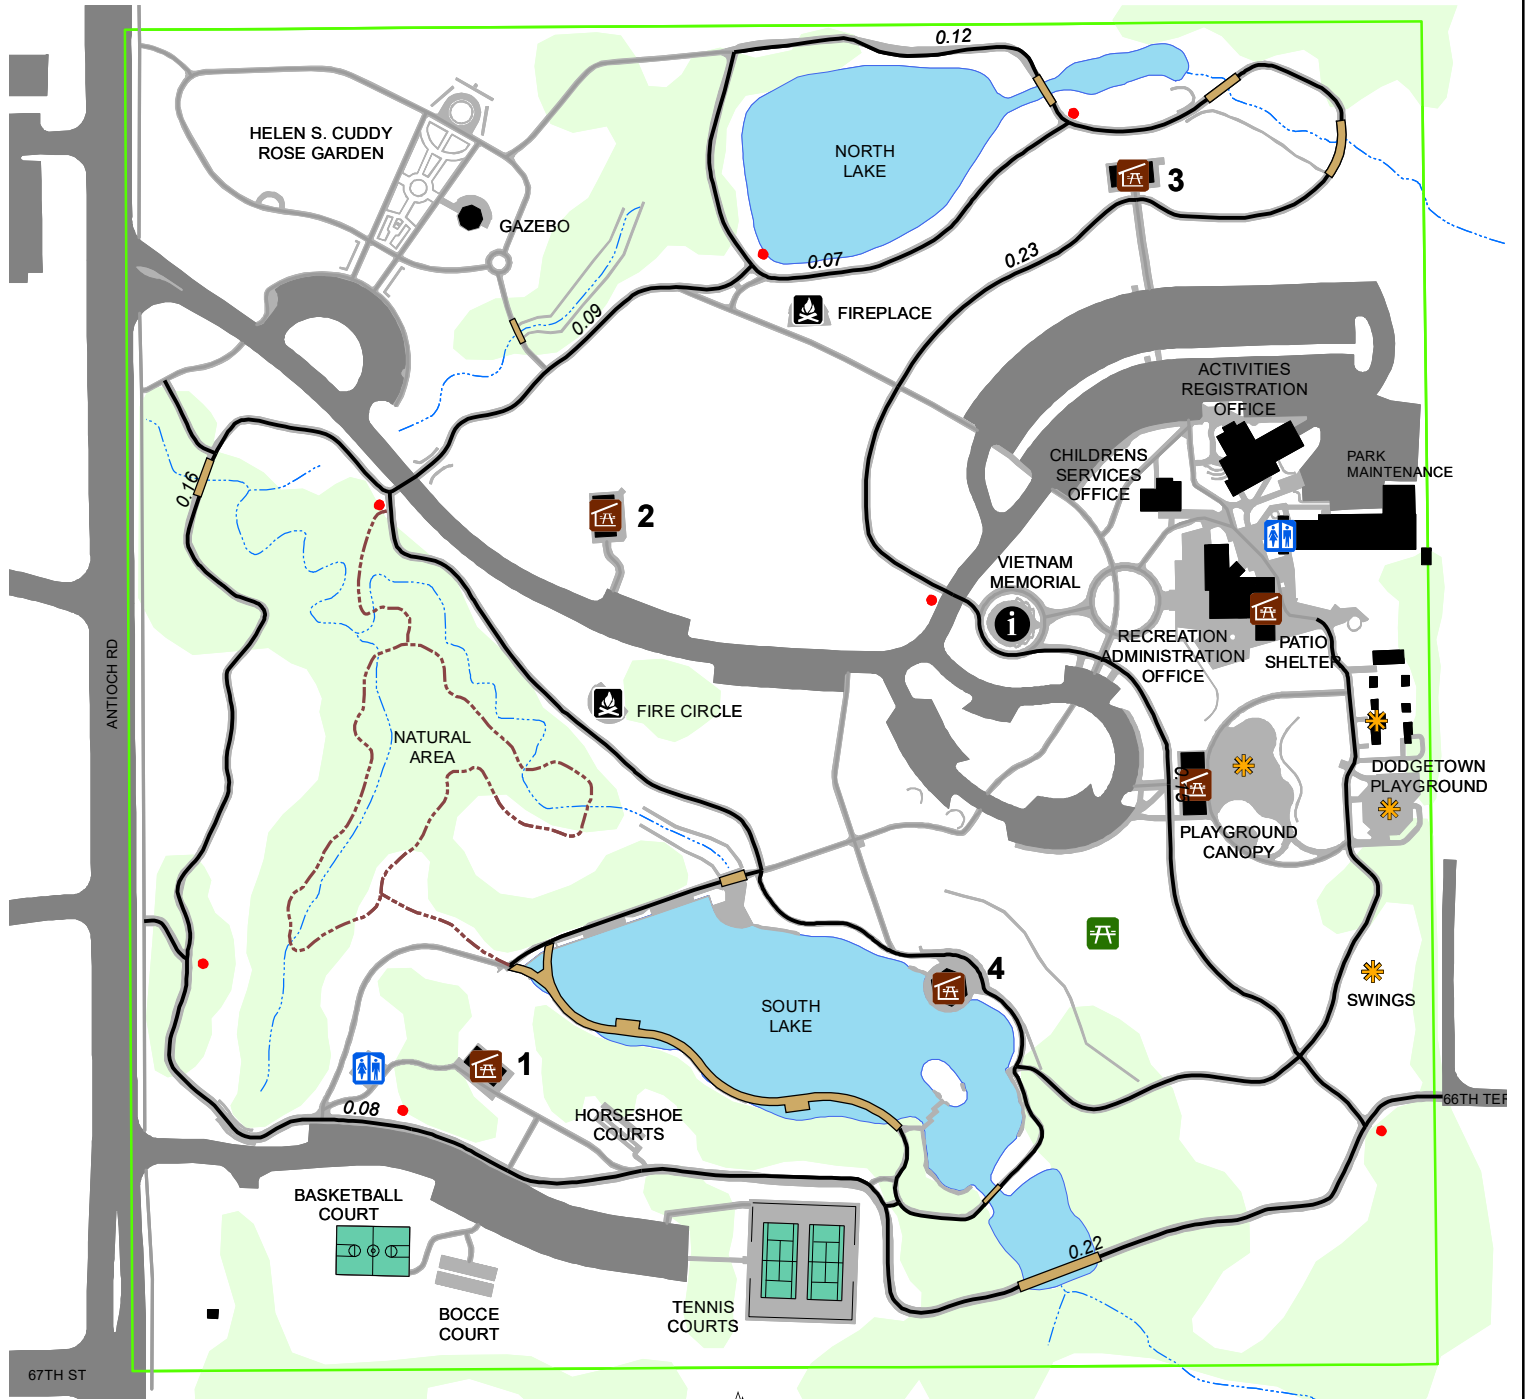 0.12
HELEN S. CUDDY
ROSE GARDEN
NORTH
LAKE
3
GAZEBO
0.07
0.23
0.09
FIREPLACE
ACTIVITIES
REGISTRATION
OFFICE
CHILDRENS
SERVICES
OFFICE
PARK
MAINTENANCE
0.16
2
VIETNAM
MEMORIAL
i
RECREATION
ADMINISTRATION
OFFICE
PATIO
SHELTER
ANTIOCH RD
FIRE CIRCLE
NATURAL
AREA
DODGETOWN
PLAYGROUND
0.15
PLAYGROUND
CANOPY
4
SWINGS
SOUTH
LAKE
1
0.08
HORSESHOE
COURTS
66TH TER
BASKETBALL
COURT
0.22
TENNIS
COURTS
BOCCE
COURT
67TH ST